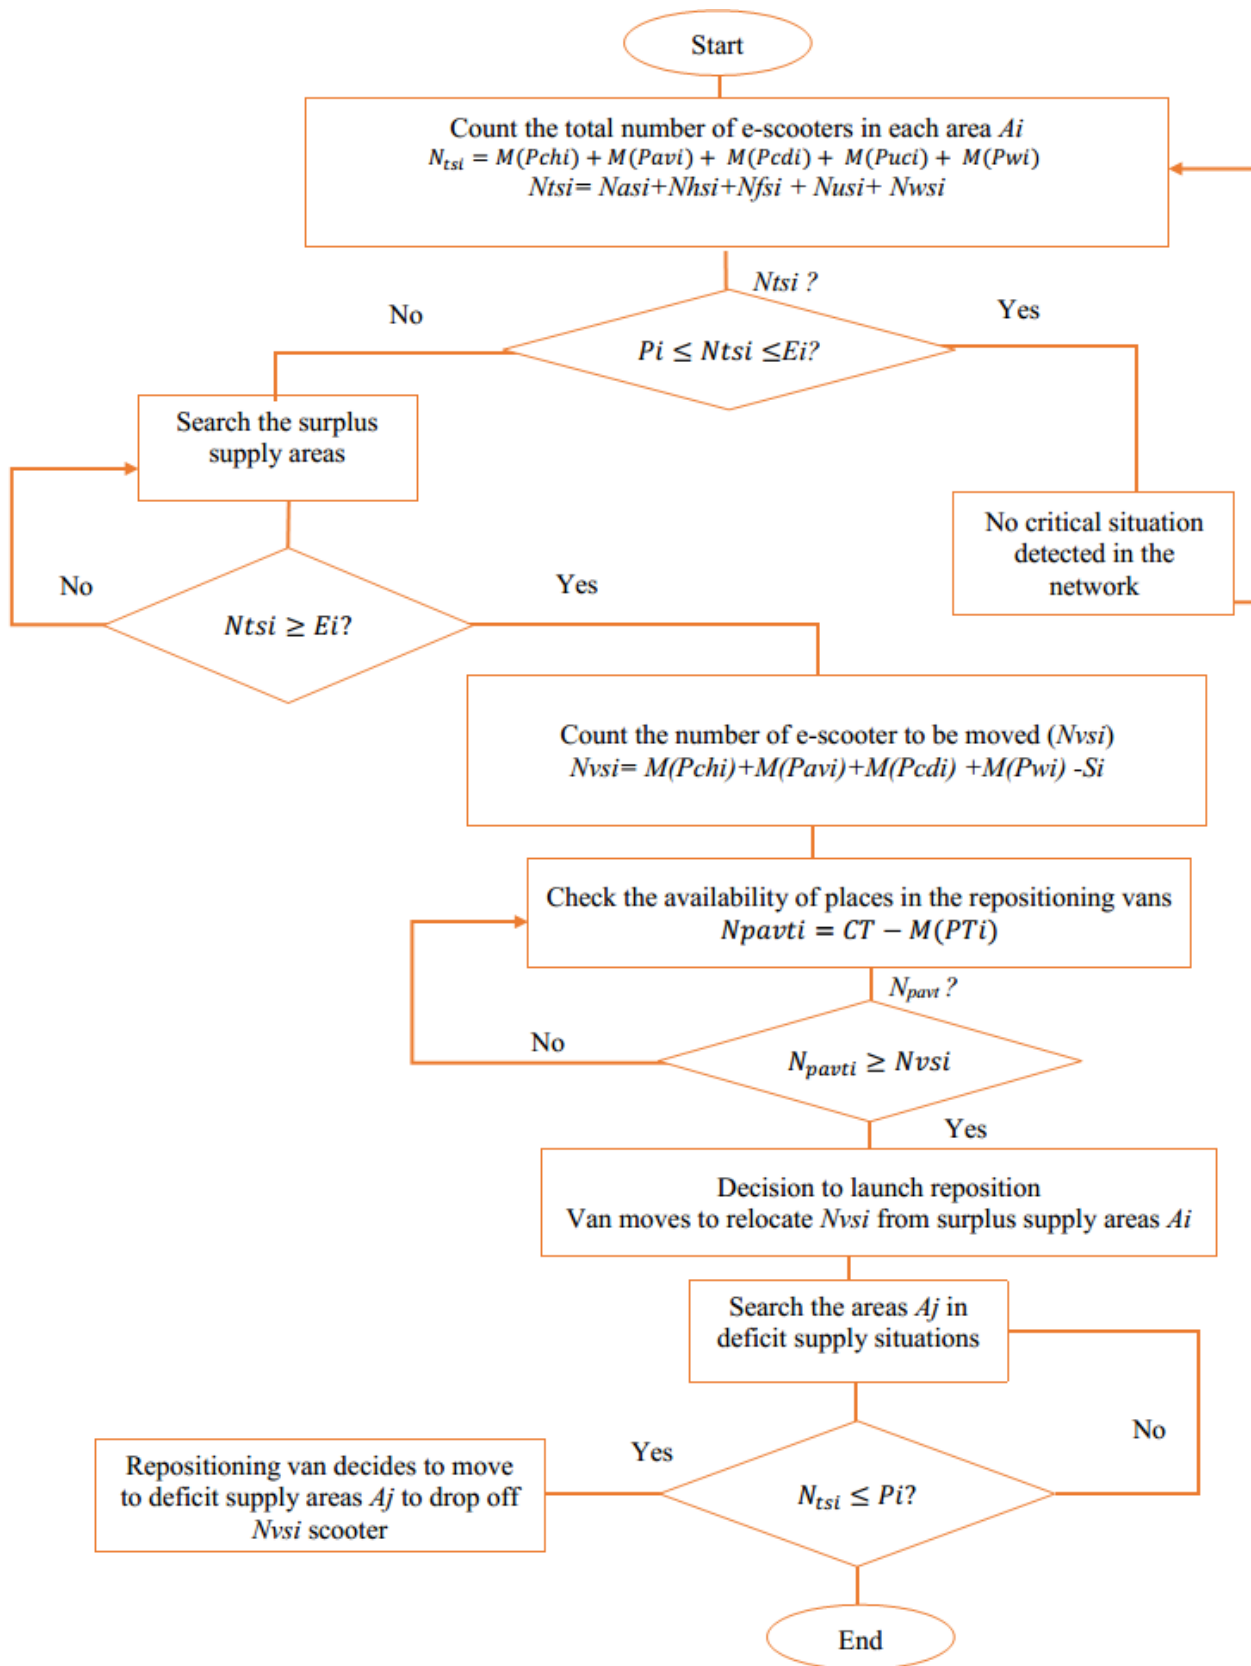 Start
Count the total number of e-scooters in each area Ai
N_tsi = M(Pchi) + M(Pavi) + M(Pcdi) + M(Puci) + M(Pwi)
Ntsi= Nasi+Nhsi+Nfsi + Nusi+ Nwsi
Ntsi ?
No
Yes
Pi ≤ Ntsi ≤Ei?
Search the surplus
supply areas
No critical situation
detected in the
network
No
Yes
Ntsi ≥ Ei?
Count the number of e-scooter to be moved (Nvsi)
Nvsi= M(Pchi)+M(Pavi)+M(Pcdi) +M(Pwi) -Si
Check the availability of places in the repositioning vans
Npavti = CT − M(PTi)
N_pavt ?
No
N_pavti ≥ Nvsi
Yes
Decision to launch reposition
Van moves to relocate Nvsi from surplus supply areas Ai
Search the areas Aj in
deficit supply situations
No
Yes
Repositioning van decides to move
to deficit supply areas Aj to drop off
Nvsi scooter
N_tsi ≤ Pi?
End